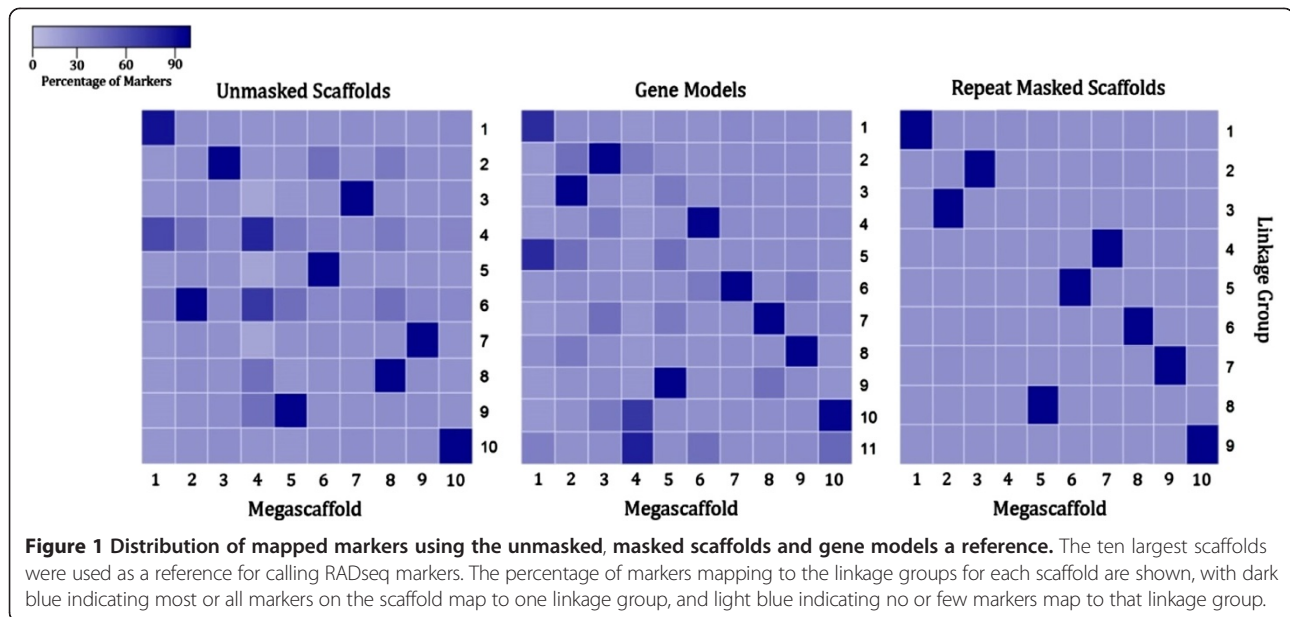 0 30 60 90
Percentage of Markers
Unmasked Scaffolds
1
2
3
4
5
6
7
8
9
10
1 2 3 4 5 6 7 8 9 10
Megascaffold
Gene Models
1
2
3
4
5
6
7
8
9
10
11
1 2 3 4 5 6 7 8 9 10
Megascaffold
Repeat Masked Scaffolds
1
2
3
4
5
6
7
8
9
Linkage Group
1 2 3 4 5 6 7 8 9 10
Megascaffold
Figure 1 Distribution of mapped markers using the unmasked, masked scaffolds and gene models a reference. The ten largest scaffolds
were used as a reference for calling RADseq markers. The percentage of markers mapping to the linkage groups for each scaffold are shown, with dark
blue indicating most or all markers on the scaffold map to one linkage group, and light blue indicating no or few markers map to that linkage group.